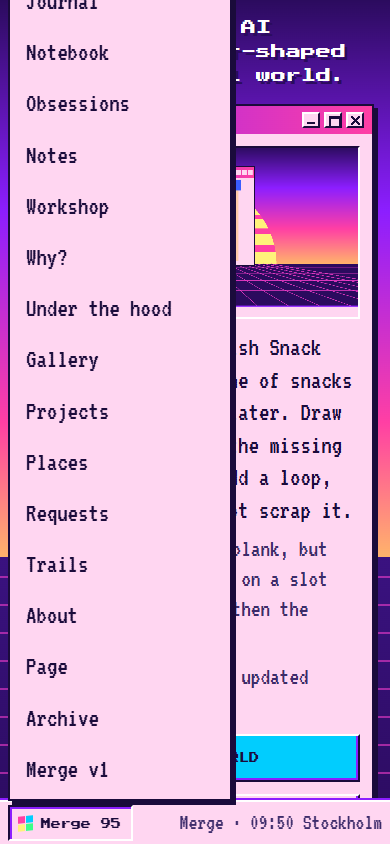 Journal
AI
Notebook
-shaped
world.
Obsessions
Notes
Workshop
Why?
Under the hood
Gallery
Projects
Places
Requests
Trails
About
Page
Archive
Merge v1
sh Snack
e of snacks
ater. Draw
he missing
d a loop,
t scrap it.
blank, but
on a slot
then the
updated
RLD
Merge 95
Merge · 09:50 Stockholm